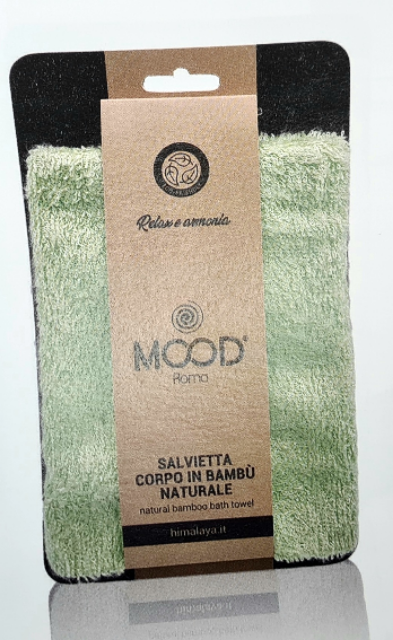 Relax e armonia
MOOD®
Roma
SALVIETTA
CORPO IN BAMBÙ
NATURALE
natural bamboo bath towel
himalaya.it